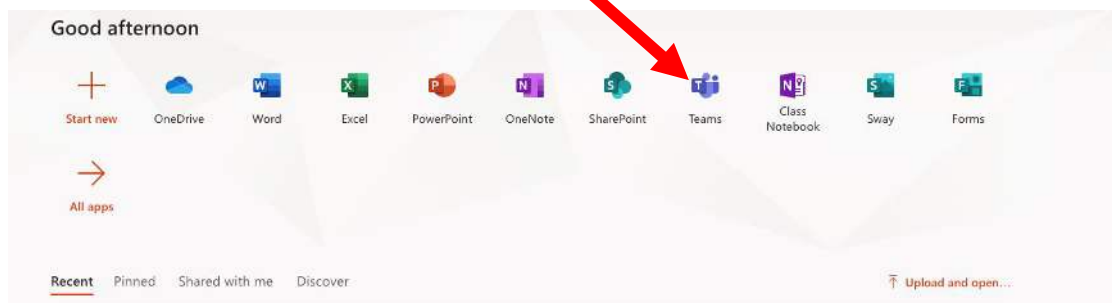 Good afternoon
Start new OneDrive Word Excel PowerPoint OneNote SharePoint Teams Class Notebook Sway Forms
All apps
Recent Pinned Shared with me Discover Upload and open...